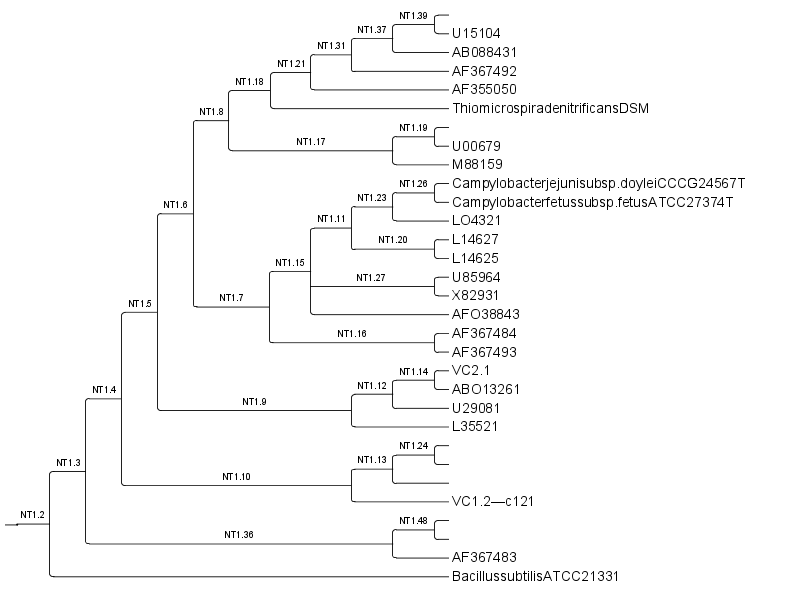 NT1.39
NT1.37
U15104
NT1.31
AB088431
NT1.21
AF367492
NT1.18
AF355050
ThiomicrospiradenitrificansDSM
NT1.8
NT1.19
NT1.17
U00679
M88159
NT1.26
Campylobacterjejunisubsp.doyleiCCCG24567T
NT1.23
Campylobacterfetussubsp.fetusATCC27374T
NT1.6
NT1.11
LO4321
NT1.20
L14627
NT1.15
L14625
NT1.27
U85964
NT1.7
X82931
NT1.5
AFO38843
NT1.16
AF367484
AF367493
NT1.14
VC2.1
NT1.4
NT1.12
ABO13261
NT1.9
U29081
L35521
NT1.24
NT1.3
NT1.13
NT1.10
VC1.2—c121
NT1.2
NT1.48
NT1.36
AF367483
BacillussubtilisATCC21331